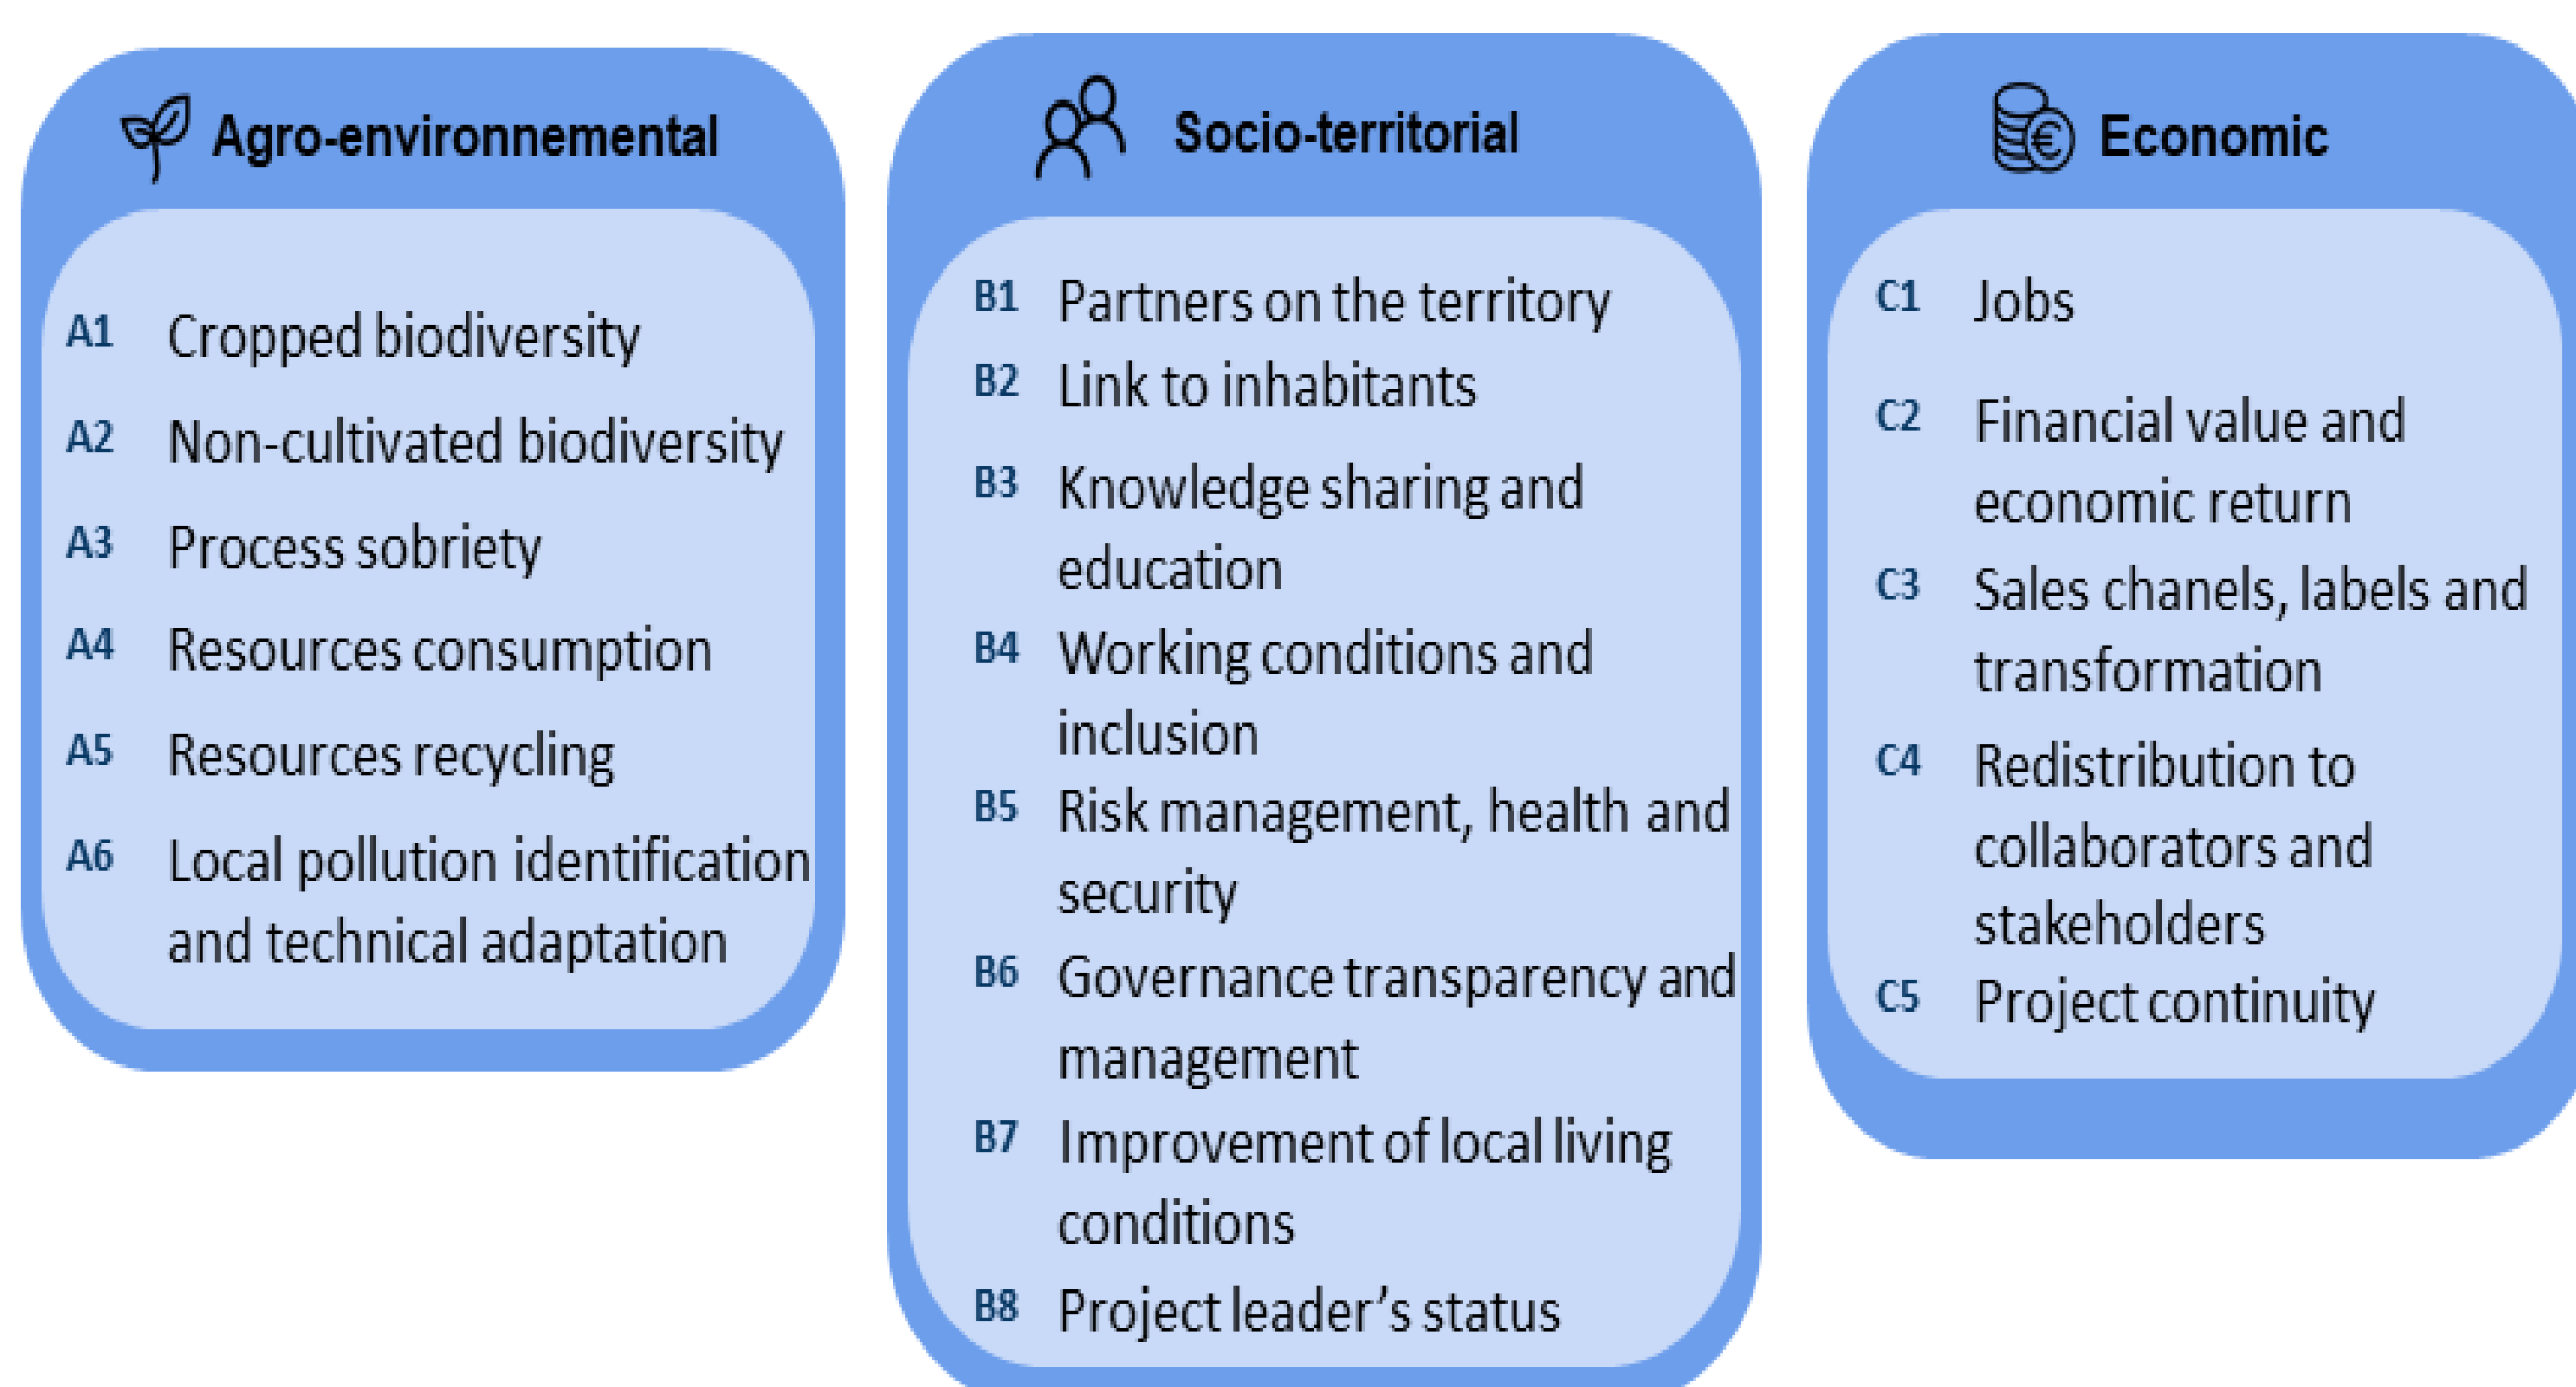 Agro-environnemental
A1 Cropped biodiversity
A2 Non-cultivated biodiversity
A3 Process sobriety
A4 Resources consumption
A5 Resources recycling
A6 Local pollution identification
and technical adaptation
Socio-territorial
B1 Partners on the territory
B2 Link to inhabitants
B3 Knowledge sharing and
education
B4 Working conditions and
inclusion
B5 Risk management, health and
security
B6 Governance transparency and
management
B7 Improvement of local living
conditions
B8 Project leader’s status
€ Economic
C1 Jobs
C2 Financial value and
economic return
C3 Sales chanels, labels and
transformation
C4 Redistribution to
collaborators and
stakeholders
C5 Project continuity